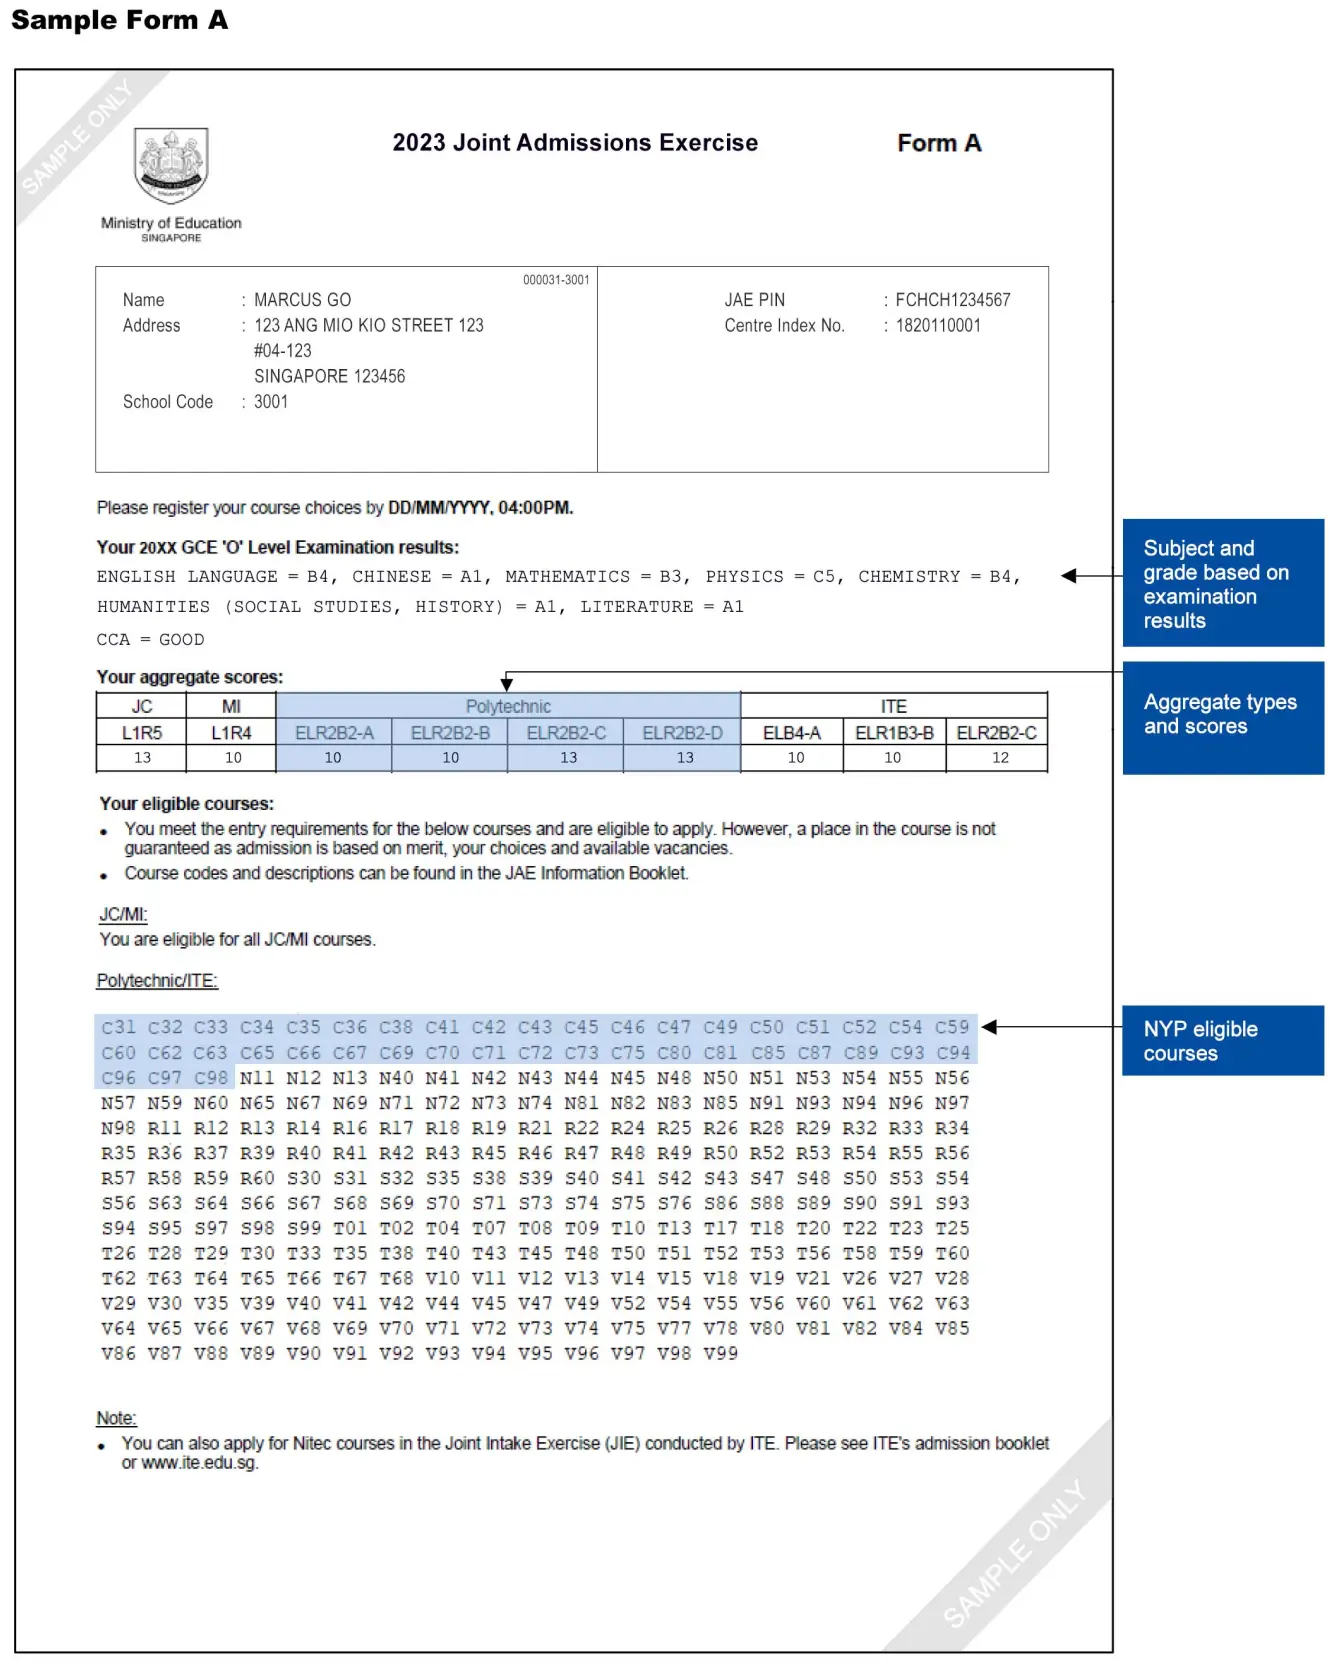 Sample Form A
SAMPLE ONLY
2023 Joint Admissions Exercise
Form A
Ministry of Education
SINGAPORE
000031-3001
Name : MARCUS GO
Address : 123 ANG MIO KIO STREET 123
#04-123
SINGAPORE 123456
School Code : 3001
JAE PIN : FCHCH1234567
Centre Index No. : 1820110001
Please register your course choices by DD/MM/YYYY, 04:00PM.
Your 20XX GCE 'O' Level Examination results:
ENGLISH LANGUAGE = B4, CHINESE = A1, MATHEMATICS = B3, PHYSICS = C5, CHEMISTRY = B4,
HUMANITIES (SOCIAL STUDIES, HISTORY) = A1, LITERATURE = A1
CCA = GOOD
Subject and
grade based on
examination
results
Your aggregate scores:
JC MI Polytechnic ITE
L1R5 L1R4 ELR2B2-A ELR2B2-B ELR2B2-C ELR2B2-D ELB4-A ELR1B3-B ELR2B2-C
13 10 10 10 13 13 10 10 12
Aggregate types
and scores
Your eligible courses:
• You meet the entry requirements for the below courses and are eligible to apply. However, a place in the course is not
guaranteed as admission is based on merit, your choices and available vacancies.
• Course codes and descriptions can be found in the JAE Information Booklet.
JC/MI:
You are eligible for all JC/MI courses.
Polytechnic/ITE:
C31 C32 C33 C34 C35 C36 C38 C41 C42 C43 C45 C46 C47 C49 C50 C51 C52 C54 C59
C60 C62 C63 C65 C66 C67 C69 C70 C71 C72 C73 C75 C80 C81 C85 C87 C89 C93 C94
C96 C97 C98 N11 N12 N13 N40 N41 N42 N43 N44 N45 N48 N50 N51 N53 N54 N55 N56
N57 N59 N60 N65 N67 N69 N71 N72 N73 N74 N81 N82 N83 N85 N91 N93 N94 N96 N97
N98 R11 R12 R13 R14 R16 R17 R18 R19 R21 R22 R24 R25 R26 R28 R29 R32 R33 R34
R35 R36 R37 R39 R40 R41 R42 R43 R45 R46 R47 R48 R49 R50 R52 R53 R54 R55 R56
R57 R58 R59 R60 S30 S31 S32 S35 S38 S39 S40 S41 S42 S43 S47 S48 S50 S53 S54
S56 S63 S64 S66 S67 S68 S69 S70 S71 S73 S74 S75 S76 S86 S88 S89 S90 S91 S93
S94 S95 S97 S98 S99 T01 T02 T04 T07 T08 T09 T10 T13 T17 T18 T20 T22 T23 T25
T26 T28 T29 T30 T33 T35 T38 T40 T43 T45 T48 T50 T51 T52 T53 T56 T58 T59 T60
T62 T63 T64 T65 T66 T67 T68 V10 V11 V12 V13 V14 V15 V18 V19 V21 V26 V27 V28
V29 V30 V35 V39 V40 V41 V42 V44 V45 V47 V49 V52 V54 V55 V56 V60 V61 V62 V63
V64 V65 V66 V67 V68 V69 V70 V71 V72 V73 V74 V75 V77 V78 V80 V81 V82 V84 V85
V86 V87 V88 V89 V90 V91 V92 V93 V94 V95 V96 V97 V98 V99
NYP eligible
courses
Note:
• You can also apply for Nitec courses in the Joint Intake Exercise (JIE) conducted by ITE. Please see ITE's admission booklet
or www.ite.edu.sg.
SAMPLE ONLY